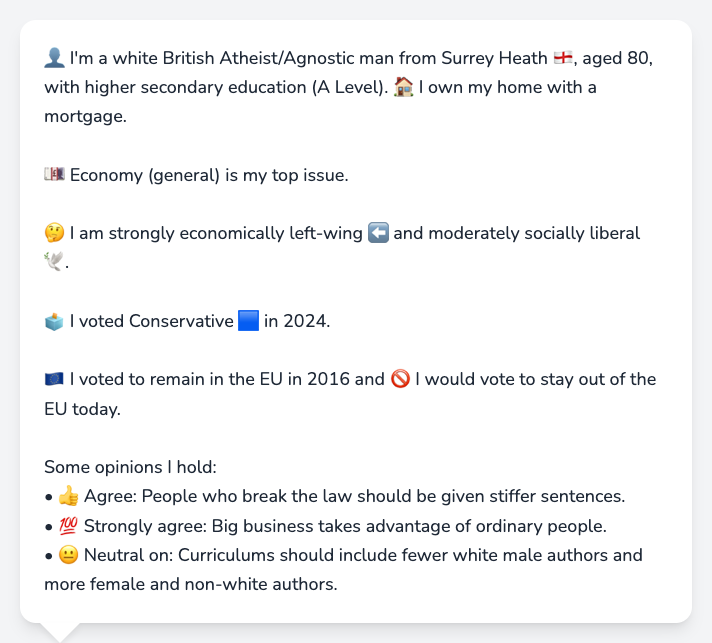 👤 I'm a white British Atheist/Agnostic man from Surrey Heath 🏴󠁧󠁢󠁥󠁮󠁧󠁿, aged 80,
with higher secondary education (A Level). 🏠 I own my home with a
mortgage.
💷 Economy (general) is my top issue.
🤔 I am strongly economically left-wing ⬅️ and moderately socially liberal
🕊️.
🗳️ I voted Conservative 🟦 in 2024.
🇪🇺 I voted to remain in the EU in 2016 and 🚫 I would vote to stay out of the
EU today.
Some opinions I hold:
• 👍 Agree: People who break the law should be given stiffer sentences.
• 💯 Strongly agree: Big business takes advantage of ordinary people.
• 😐 Neutral on: Curriculums should include fewer white male authors and
more female and non-white authors.